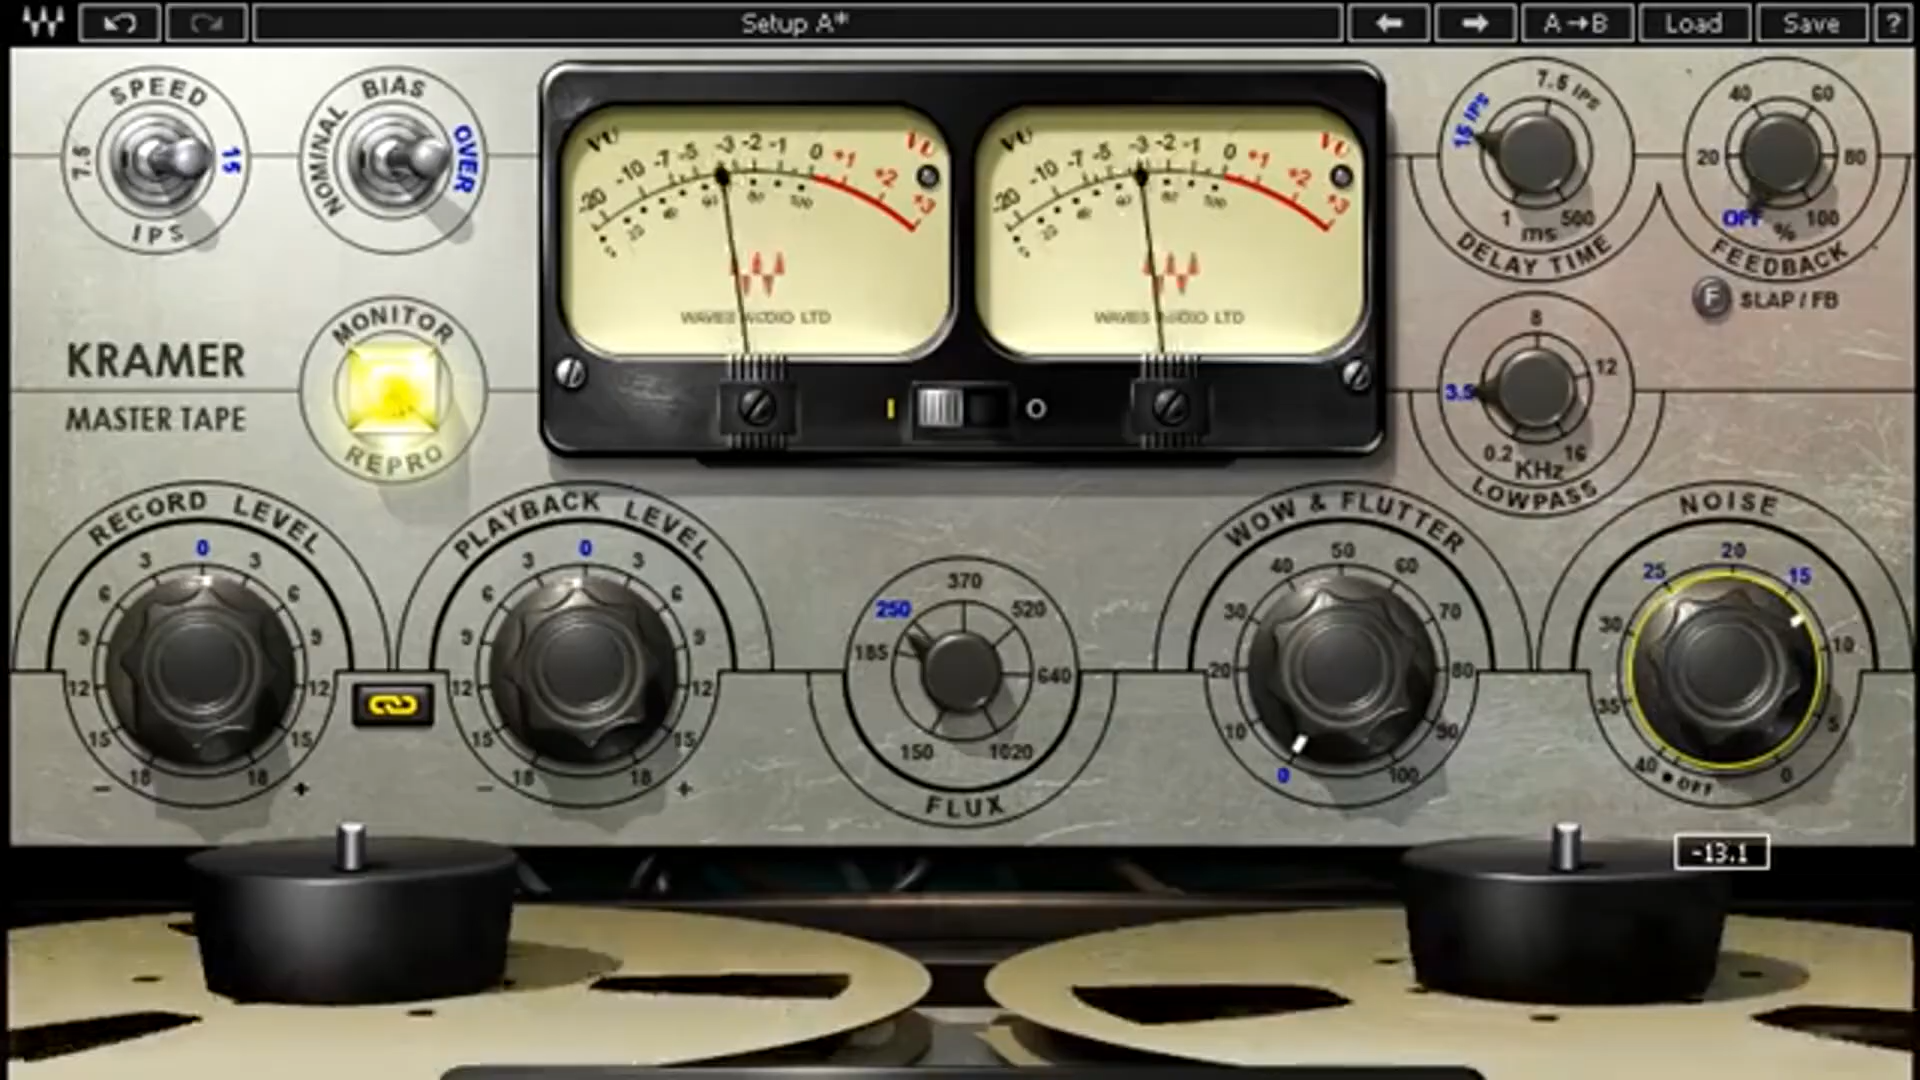 Setup A*
A→B
Load
Save
?
SPEED
7.5
15
IPS
BIAS
NOMINAL
OVER
VU
-20 -10 -7 -5 -3 -2 -1 0 +1 +2 +3
VU
WAVES AUDIO LTD
VU
-20 -10 -7 -5 -3 -2 -1 0 +1 +2 +3
VU
WAVES AUDIO LTD
I
O
15 IPS
7.5 IPS
1
ms
500
DELAY TIME
20
40
60
80
OFF
%
100
FEEDBACK
F
SLAP / FB
KRAMER
MASTER TAPE
MONITOR
REPRO
3.5
8
12
0.2
KHz
16
LOWPASS
RECORD LEVEL
18 15 12 9 6 3 0 3 6 9 12 15 18
- +
PLAYBACK LEVEL
18 15 12 9 6 3 0 3 6 9 12 15 18
- +
150 185 250 370 520 640 1020
FLUX
WOW & FLUTTER
0 10 20 30 40 50 60 70 80 90 100
NOISE
OFF 40 35 30 25 20 15 10 5 0
-13.1